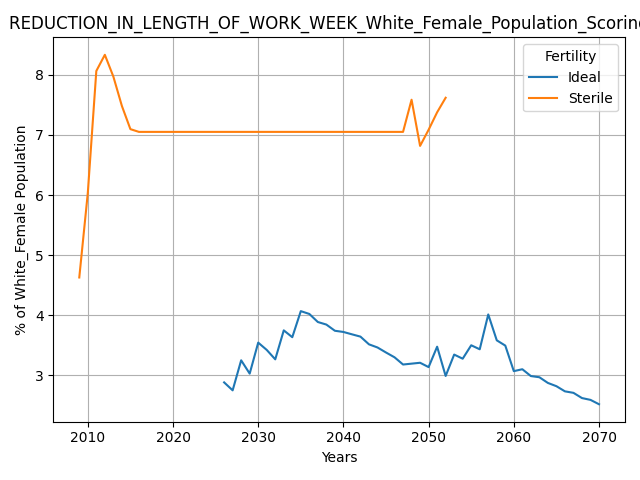 REDUCTION_IN_LENGTH_OF_WORK_WEEK_White_Female_Population_Scorin
Fertility
Ideal
Sterile
% of White_Female Population
8
7
6
5
4
3
2010 2020 2030 2040 2050 2060 2070
Years